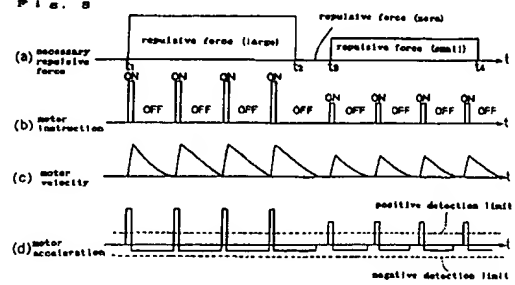 Fig. 8
repulsive force (zero)
repulsive force (large)
repulsive force (small)
(a) necessary repulsive force
t1 t2 t3 t4 t
ON ON ON ON ON ON ON ON
OFF OFF OFF OFF OFF OFF OFF OFF
(b) motor instruction
t
(c) motor velocity
t
positive detection limit
(d) motor acceleration
t
negative detection limit